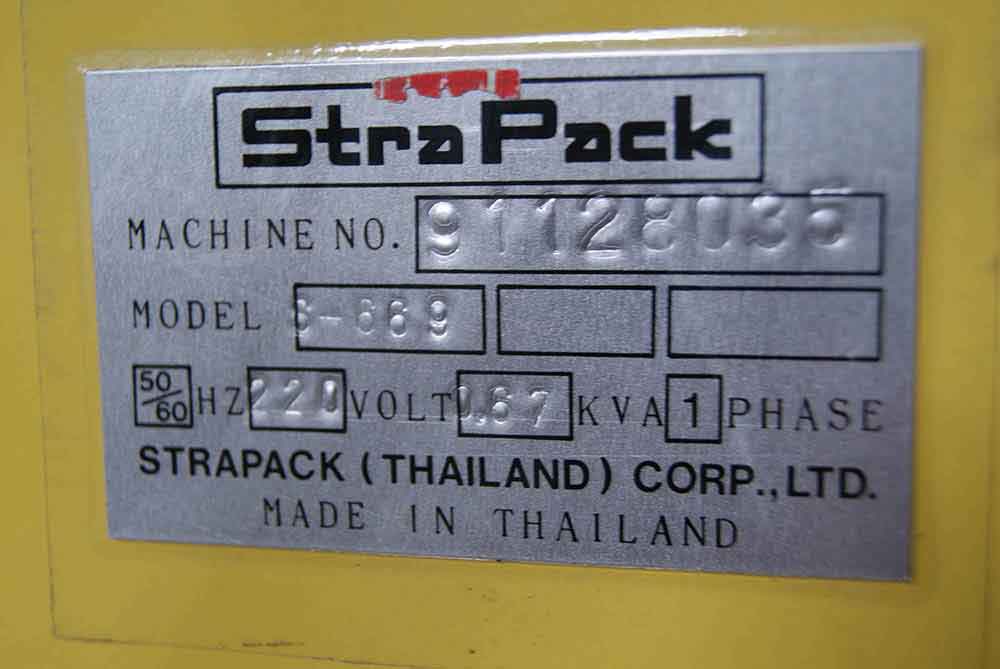 StraPack
MACHINE NO. 91128035
MODEL S-669
50/60 HZ 220 VOLT 0.67 KVA 1 PHASE
STRAPACK (THAILAND) CORP.,LTD.
MADE IN THAILAND